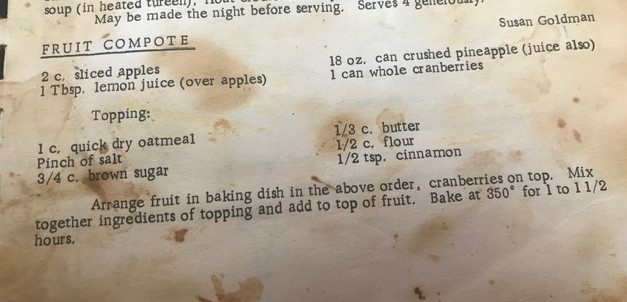 soup (in heated tureen).
May be made the night before serving. Serves 4 generously.
Susan Goldman
FRUIT COMPOTE
2 c. sliced apples
1 Tbsp. lemon juice (over apples)
18 oz. can crushed pineapple (juice also)
1 can whole cranberries
Topping:
1 c. quick dry oatmeal
Pinch of salt
3/4 c. brown sugar
1/3 c. butter
1/2 c. flour
1/2 tsp. cinnamon
Arrange fruit in baking dish in the above order, cranberries on top. Mix
together ingredients of topping and add to top of fruit. Bake at 350° for 1 to 1 1/2
hours.